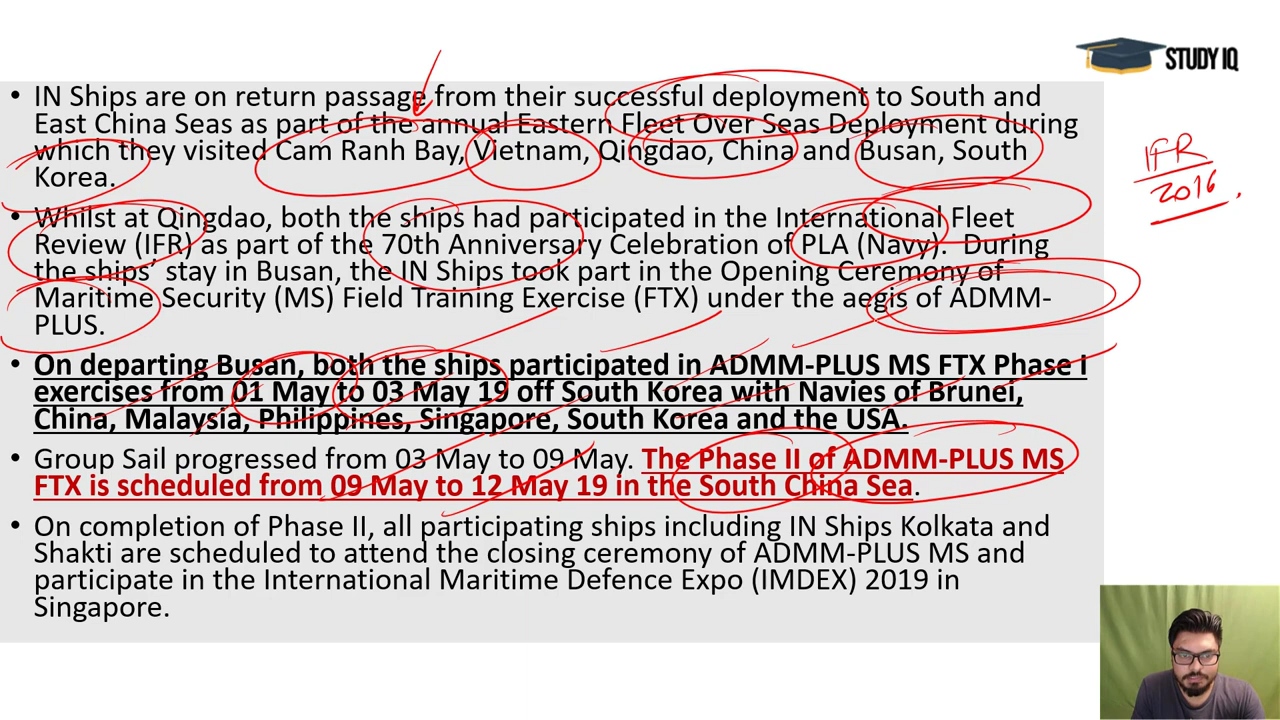 STUDY IQ
• IN Ships are on return passage from their successful deployment to South and
East China Seas as part of the annual Eastern Fleet Over Seas Deployment during
which they visited Cam Ranh Bay, Vietnam, Qingdao, China and Busan, South
Korea.
• Whilst at Qingdao, both the ships had participated in the International Fleet
Review (IFR) as part of the 70th Anniversary Celebration of PLA (Navy). During
the ships' stay in Busan, the IN Ships took part in the Opening Ceremony of
Maritime Security (MS) Field Training Exercise (FTX) under the aegis of ADMM-
PLUS.
• On departing Busan, both the ships participated in ADMM-PLUS MS FTX Phase I
exercises from 01 May to 03 May 19 off South Korea with Navies of Brunei,
China, Malaysia, Philippines, Singapore, South Korea and the USA.
• Group Sail progressed from 03 May to 09 May. The Phase II of ADMM-PLUS MS
FTX is scheduled from 09 May to 12 May 19 in the South China Sea.
• On completion of Phase II, all participating ships including IN Ships Kolkata and
Shakti are scheduled to attend the closing ceremony of ADMM-PLUS MS and
participate in the International Maritime Defence Expo (IMDEX) 2019 in
Singapore.
IFR
2016